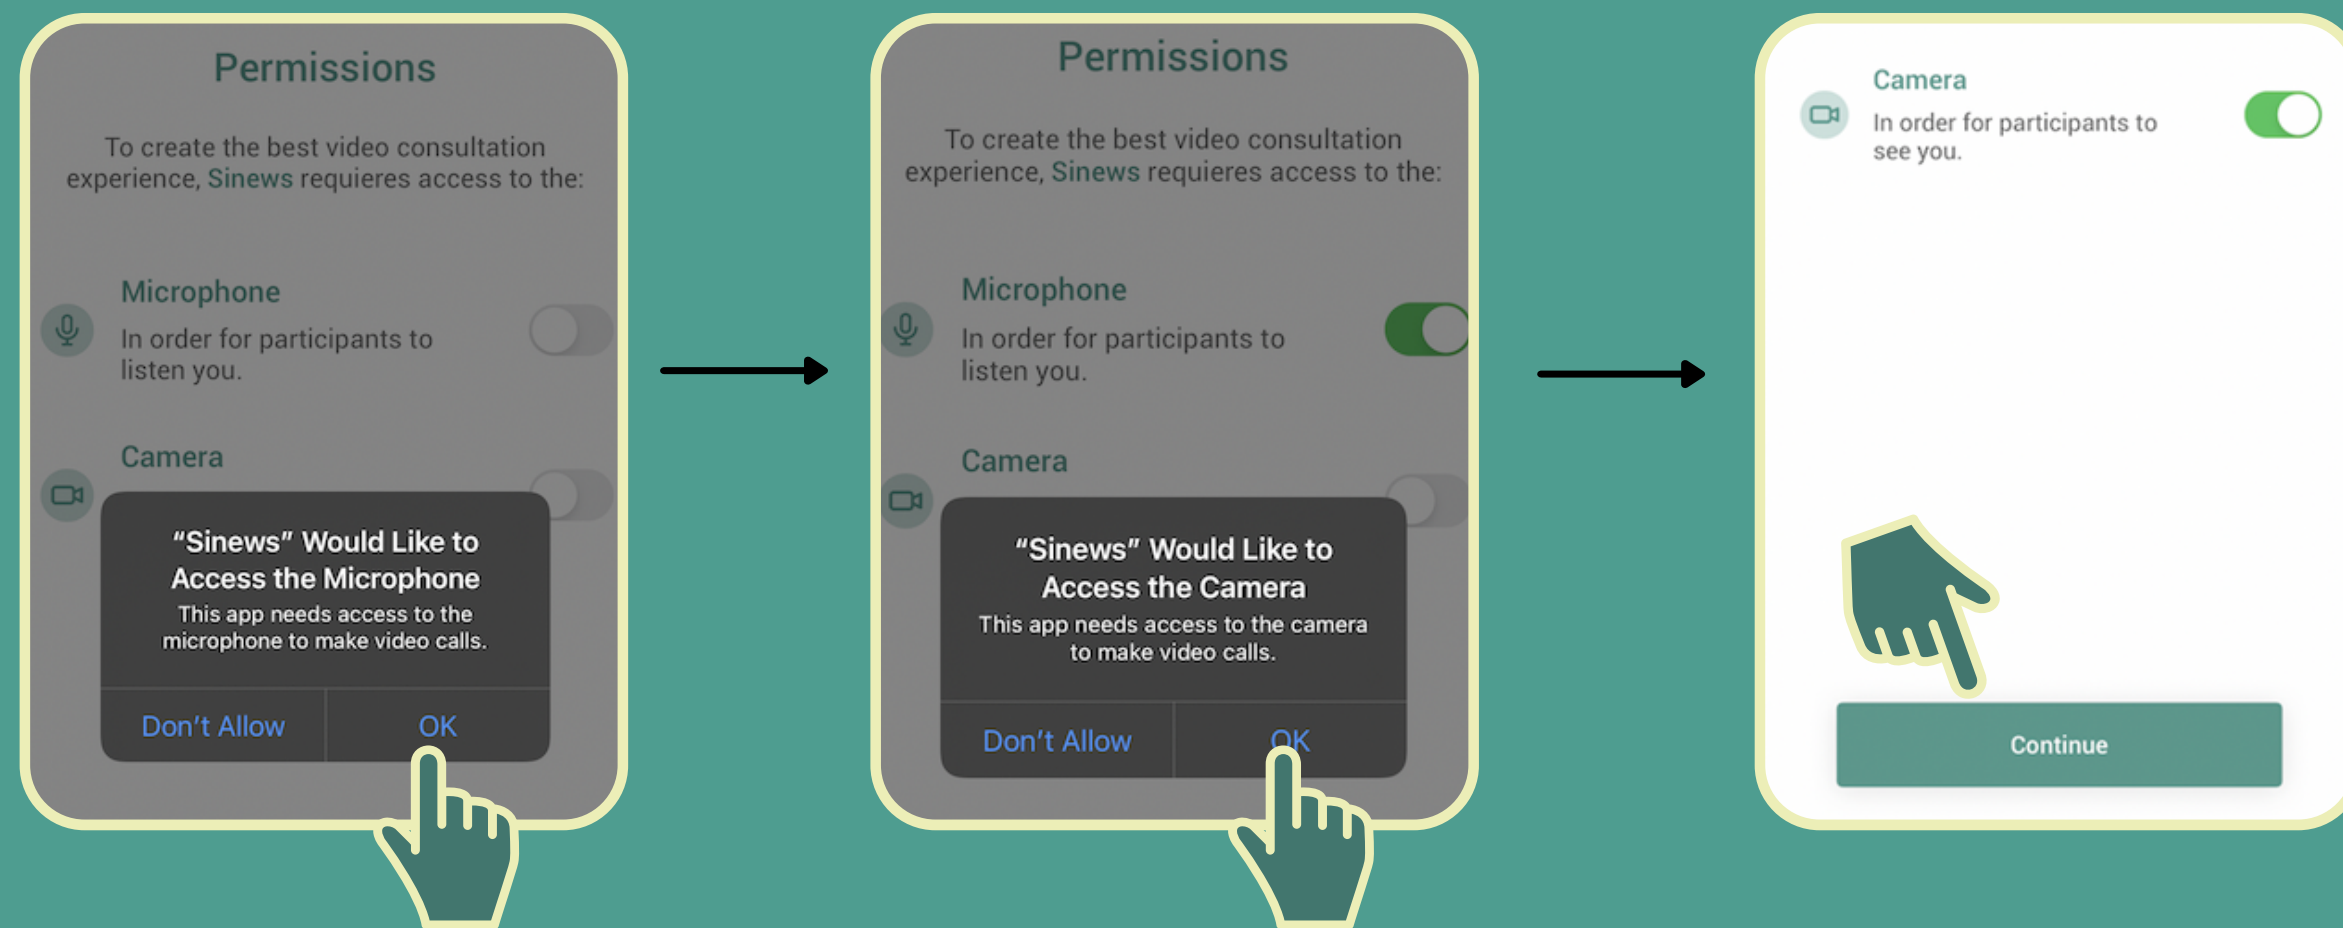 Permissions
To create the best video consultation
experience, Sinews requieres access to the:
Microphone
In order for participants to
listen you.
Camera
“Sinews” Would Like to
Access the Microphone
This app needs access to the
microphone to make video calls.
Don’t Allow
OK
Permissions
To create the best video consultation
experience, Sinews requieres access to the:
Microphone
In order for participants to
listen you.
Camera
“Sinews” Would Like to
Access the Camera
This app needs access to the camera
to make video calls.
Don’t Allow
OK
Camera
In order for participants to
see you.
Continue